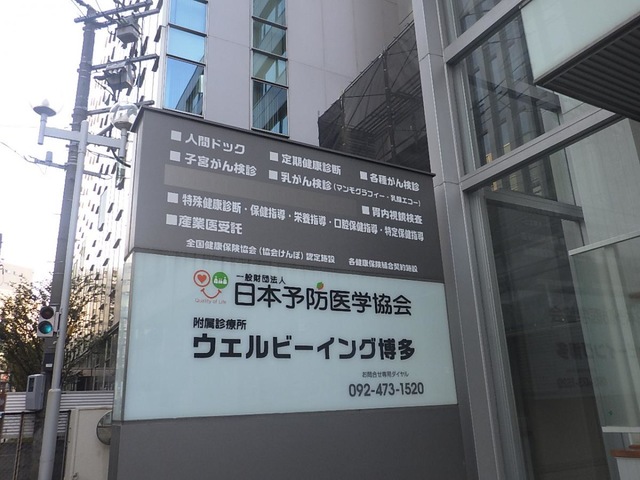 ■人間ドック ■定期健康診断 ■各種がん検診
■子宮がん検診 ■乳がん検診(マンモグラフィー・乳腺エコー)
■特殊健康診断・保健指導・栄養指導・口腔保健指導・特定保健指導 ■胃内視鏡検査
■産業医受託
全国健康保険協会(協会けんぽ)認定施設 各健康保険組合契約施設
Quality of Life
一般財団法人
日本予防医学協会
附属診療所
ウェルビーイング博多
お問合せ専用ダイヤル
092-473-1520